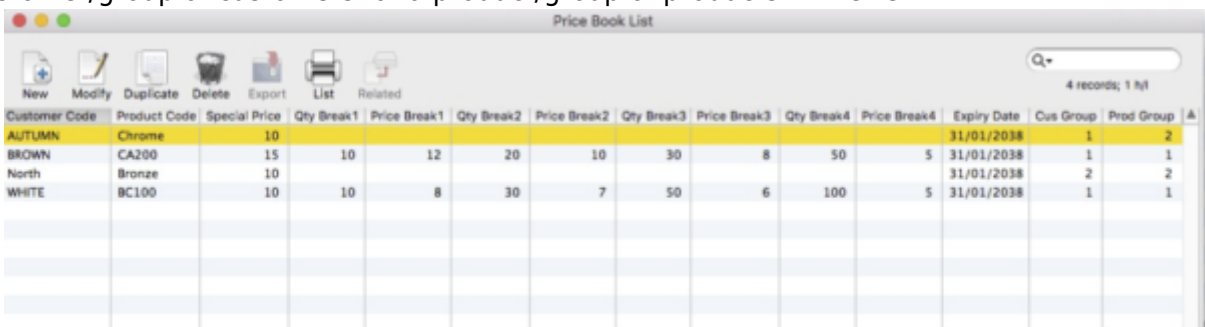 Price Book List
New Modify Duplicate Delete Export List Related
4 records; 1 h/l
Customer Code Product Code Special Price Qty Break1 Price Break1 Qty Break2 Price Break2 Qty Break3 Price Break3 Qty Break4 Price Break4 Expiry Date Cus Group Prod Group
AUTUMN Chrome 10 31/01/2038 1 2
BROWN CA200 15 10 12 20 10 30 8 50 5 31/01/2038 1 1
North Bronze 10 31/01/2038 2 2
WHITE BC100 10 10 8 30 7 50 6 100 5 31/01/2038 1 1